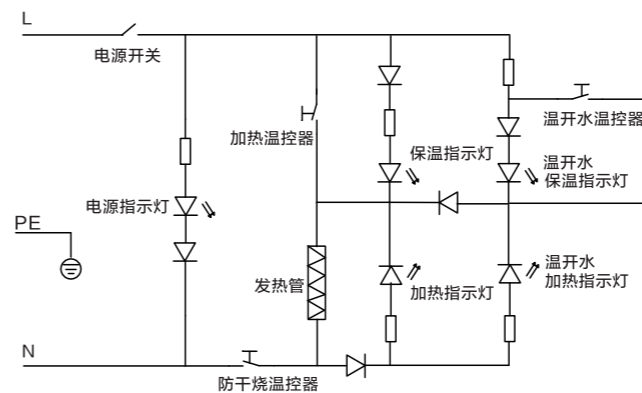 L
电源开关
加热温控器
保温指示灯
温开水温控器
温开水
保温指示灯
电源指示灯
PE
发热管
加热指示灯
温开水
加热指示灯
N
防干烧温控器